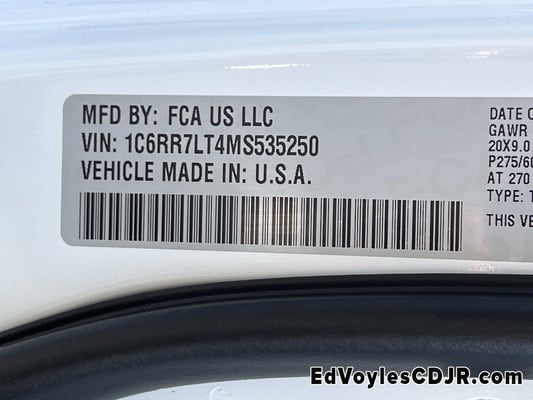 MFD BY: FCA US LLC
VIN: 1C6RR7LT4MS535250
VEHICLE MADE IN: U.S.A.
DATE O
GAWR
20X9.0
P275/60
AT 270
TYPE: T
THIS VE
EdVoylesCDJR.com